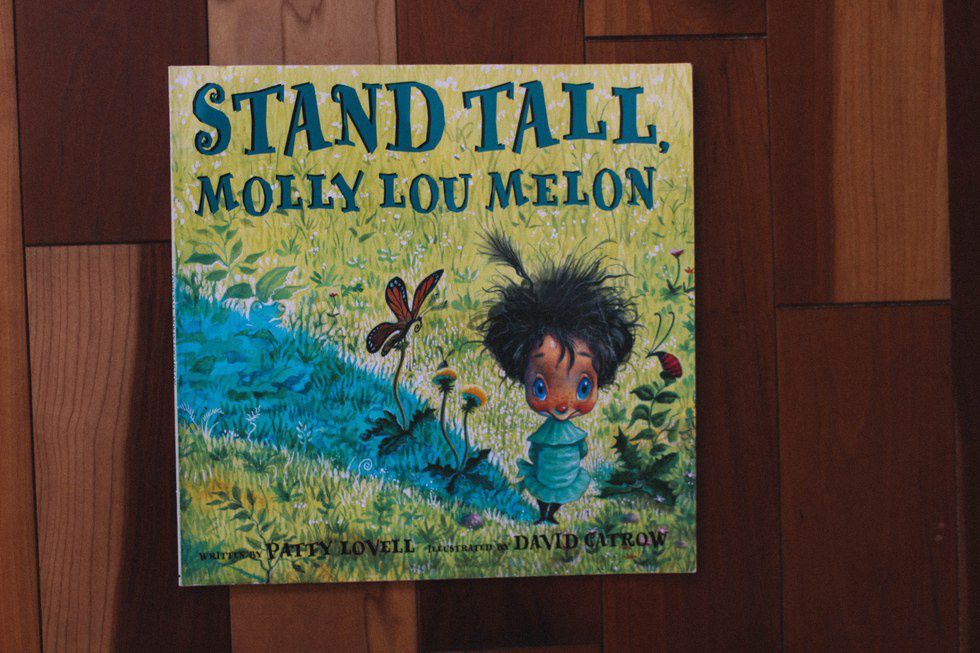 STAND TALL,
MOLLY LOU MELON
WRITTEN BY PATTY LOVELL ILLUSTRATED BY DAVID CATROW